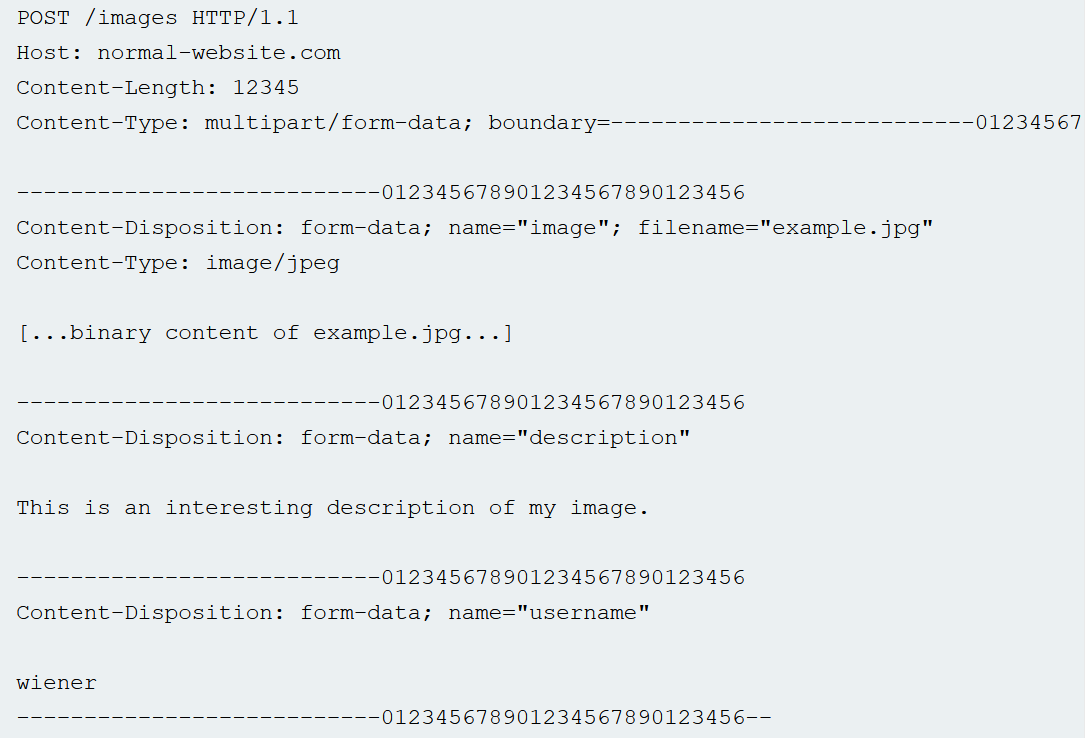 POST /images HTTP/1.1
Host: normal-website.com
Content-Length: 12345
Content-Type: multipart/form-data; boundary=---------------------------01234567
---------------------------012345678901234567890123456
Content-Disposition: form-data; name="image"; filename="example.jpg"
Content-Type: image/jpeg
[...binary content of example.jpg...]
---------------------------012345678901234567890123456
Content-Disposition: form-data; name="description"
This is an interesting description of my image.
---------------------------012345678901234567890123456
Content-Disposition: form-data; name="username"
wiener
---------------------------012345678901234567890123456--